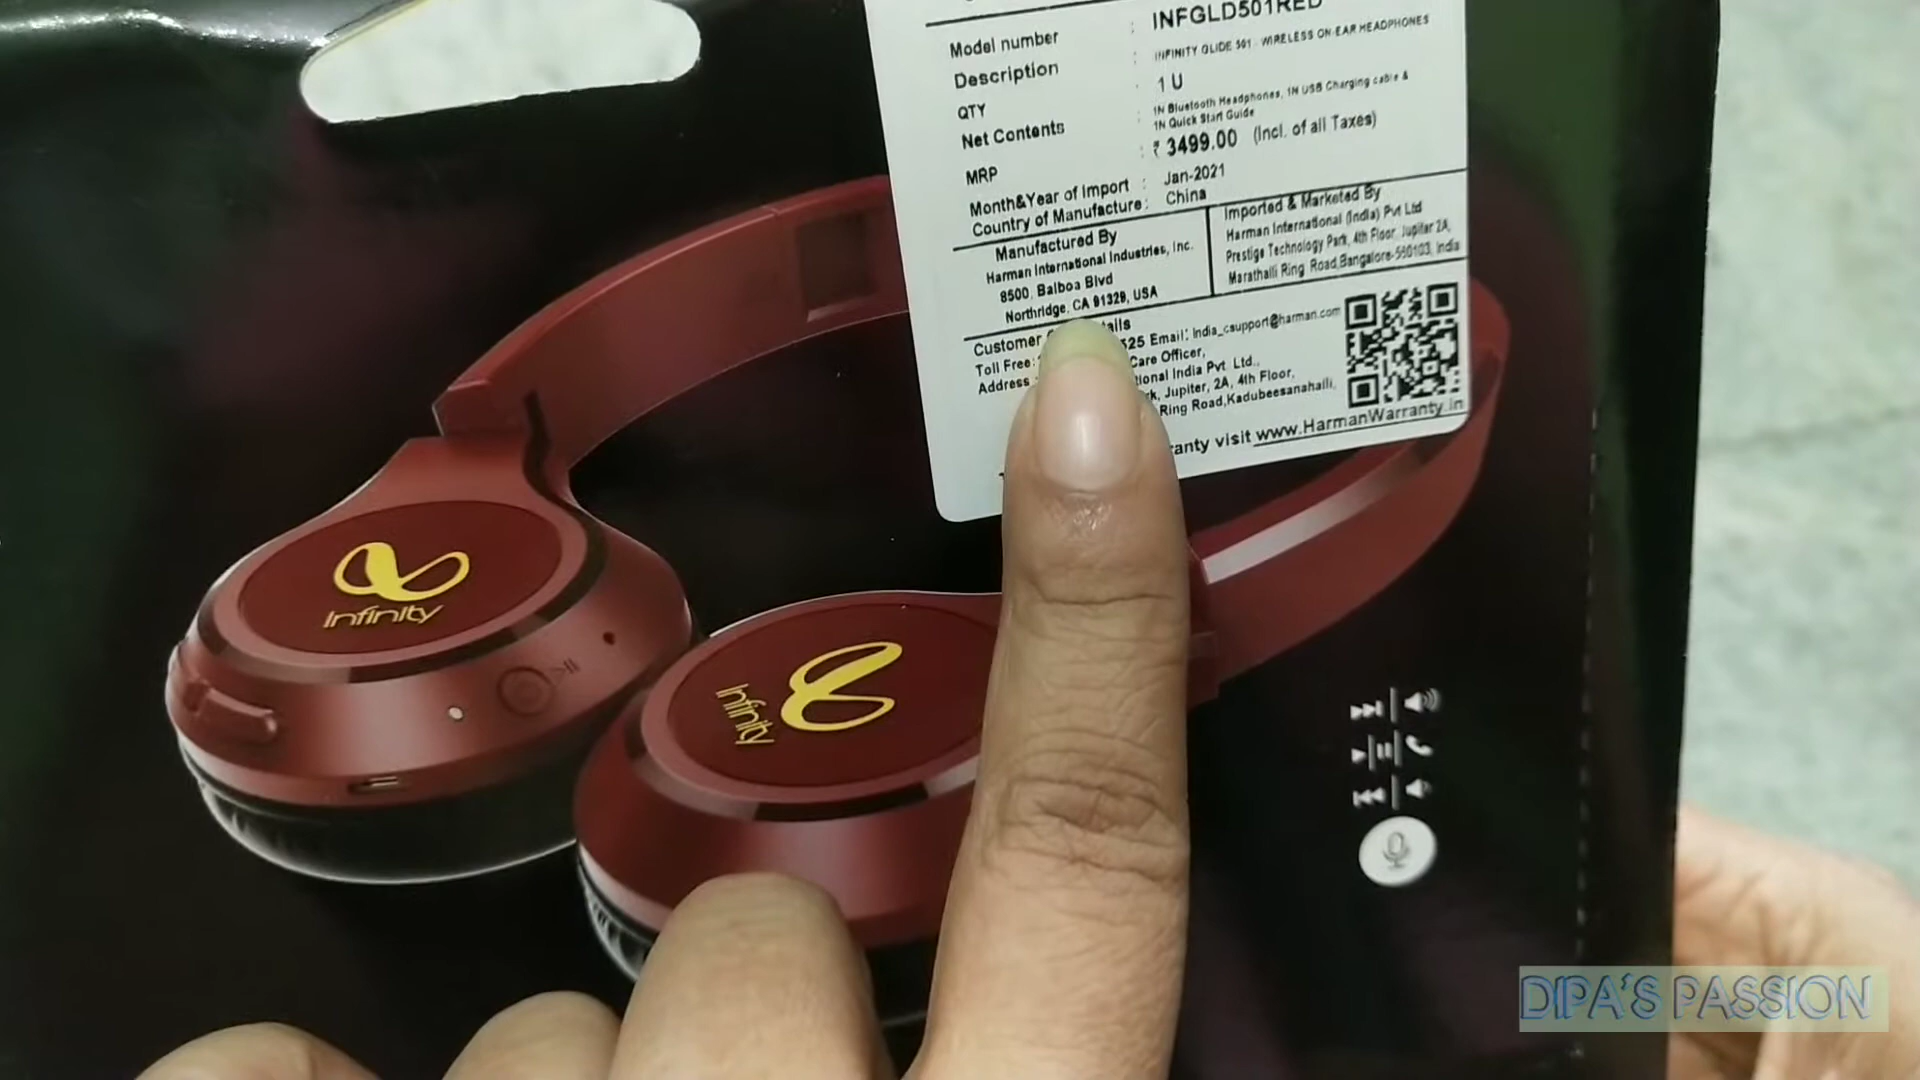 Model number : INFGLD501RED
Description : INFINITY GLIDE 501 - WIRELESS ON-EAR HEADPHONES
QTY : 1 U
Net Contents : 1N Bluetooth Headphones, 1N USB Charging cable &
1N Quick Start Guide
MRP : ₹ 3499.00 (Incl. of all Taxes)
Month&Year of Import : Jan-2021
Country of Manufacture : China
Manufactured By
Harman International Industries, Inc.
8500, Balboa Blvd
Northridge, CA 91329, USA
Imported & Marketed By
Harman International (India) Pvt Ltd
Prestige Technology Park, 4th Floor, Jupitar 2A,
Marathalli Ring Road,Bangalore-560103, India
Customer
Toll Free: 525 Email: India_csupport@harman.com
Address : Care Officer,
India Pvt Ltd.,
Jupiter, 2A, 4th Floor,
Ring Road,Kadubeesanahalli,
visit www.HarmanWarranty.in
Infinity
Infinity
DIPA'S PASSION